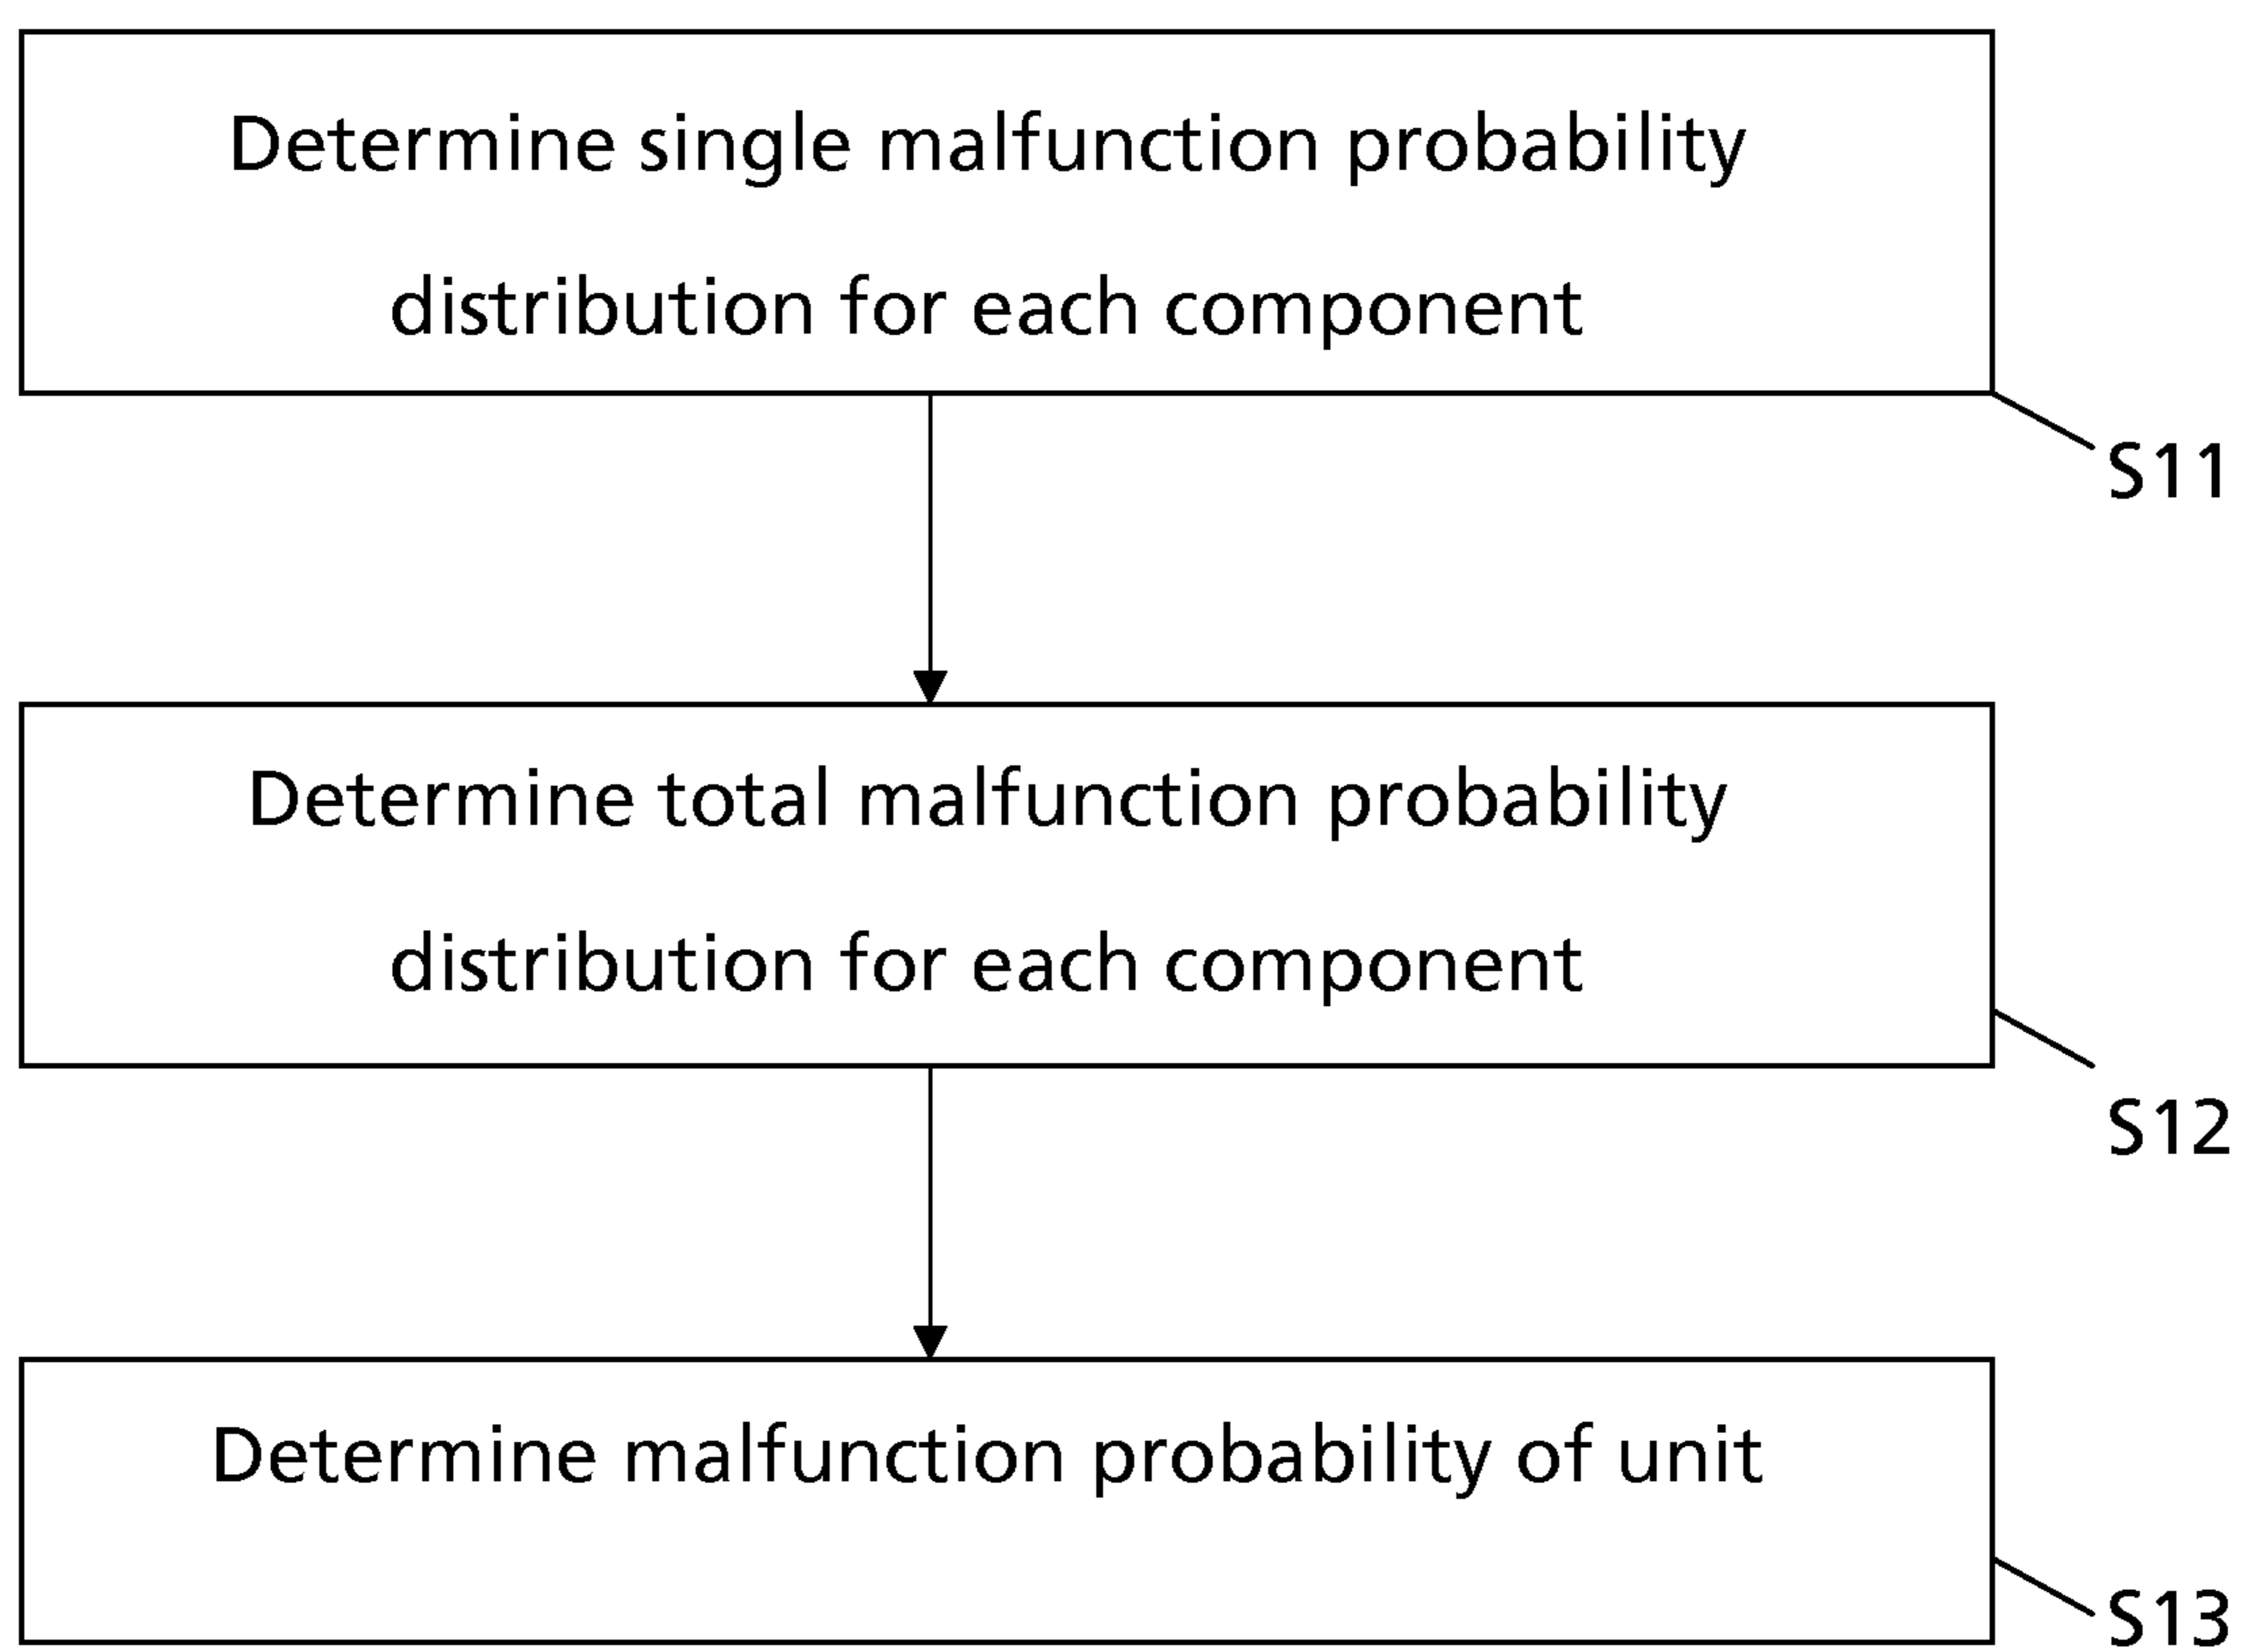 Determine single malfunction probability
distribution for each component
S11
Determine total malfunction probability
distribution for each component
S12
Determine malfunction probability of unit
S13